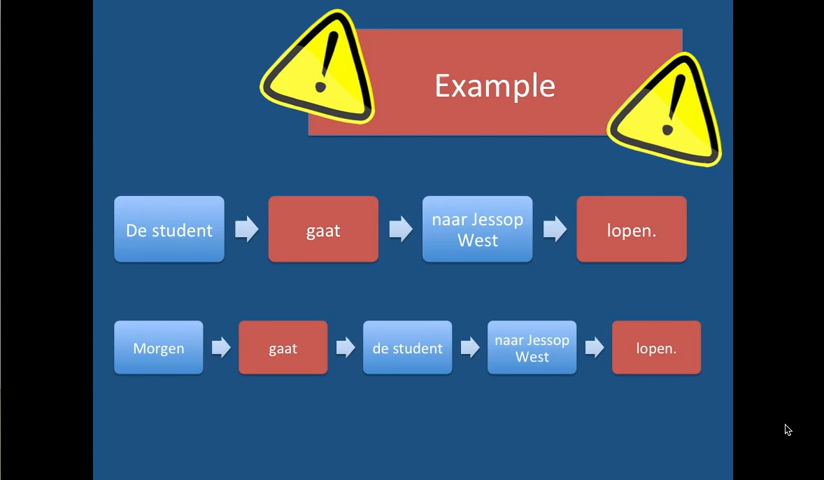 Example
De student
gaat
naar Jessop
West
lopen.
Morgen
gaat
de student
naar Jessop
West
lopen.